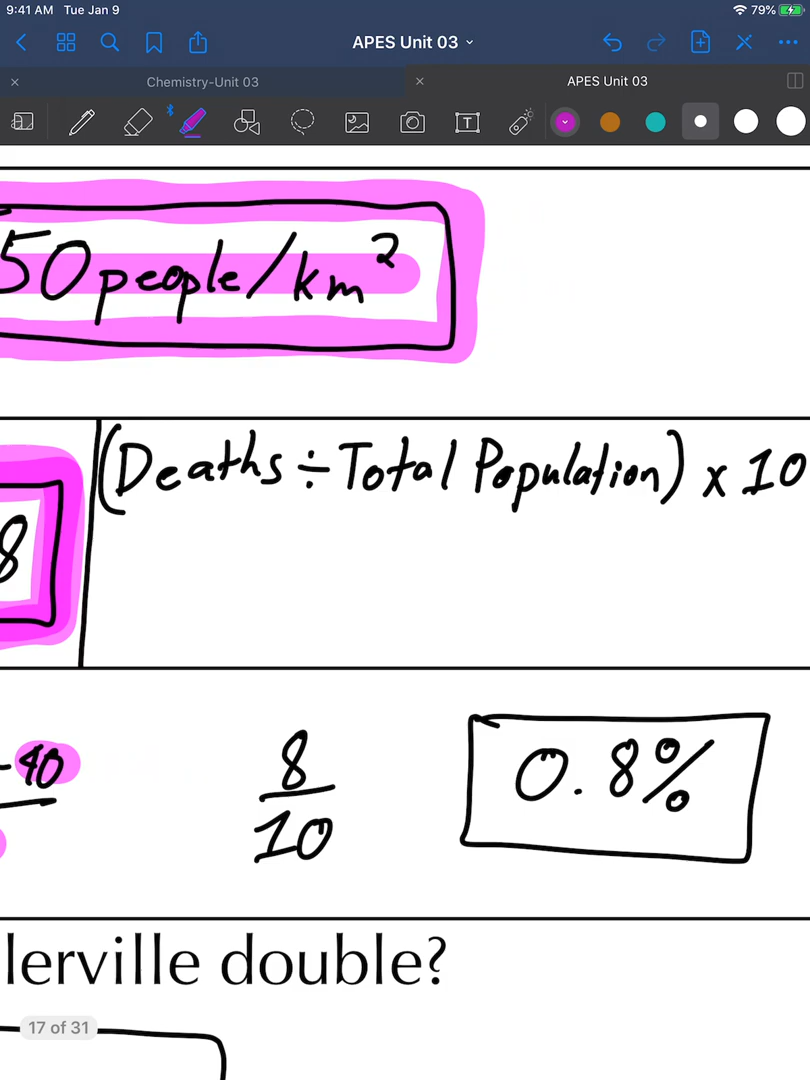 9:41 AM Tue Jan 9
79%
APES Unit 03
Chemistry-Unit 03
APES Unit 03
T
50 people/km²
8
(Deaths ÷ Total Population) x 10
-40
8
10
0.8%
lerville double?
17 of 31